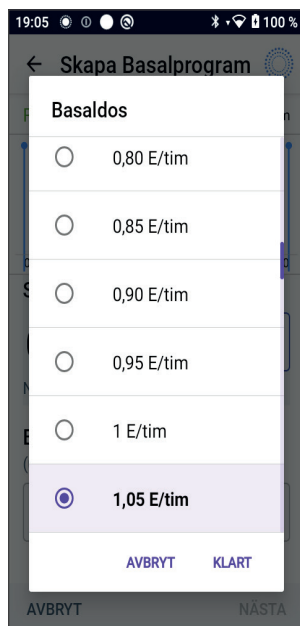 19:05 100 %
Skapa Basalprogram
Basaldos
0,80 E/tim
0,85 E/tim
0,90 E/tim
0,95 E/tim
1 E/tim
1,05 E/tim
AVBRYT KLART
AVBRYT NÄSTA